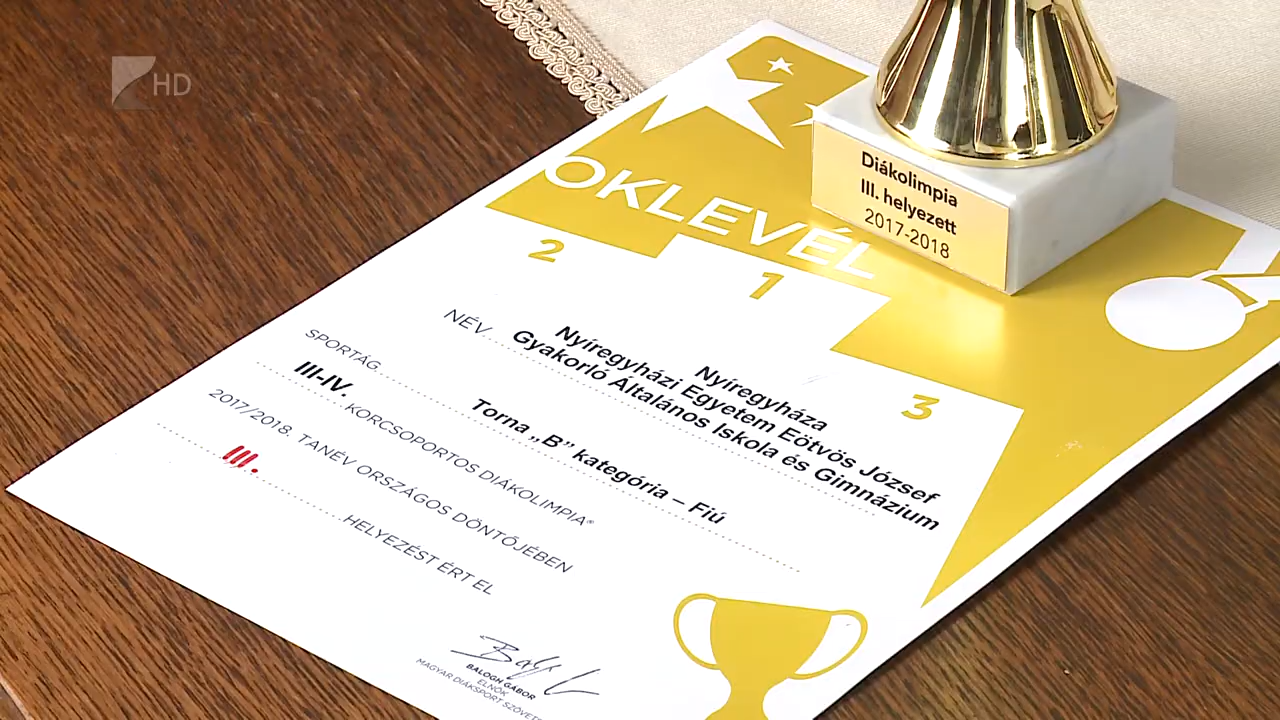 HD
Diákolimpia
III. helyezett
2017-2018
OKLEVÉL
2
1
3
Nyíregyháza
NÉV
Nyíregyházi Egyetem Eötvös József
Gyakorló Általános Iskola és Gimnázium
SPORTÁG
Torna „B” kategória – Fiú
III-IV. KORCSOPORTOS DIÁKOLIMPIA®
2017/2018. TANÉV ORSZÁGOS DÖNTŐJÉBEN
III. HELYEZÉST ÉRT EL
BALOGH GÁBOR
ELNÖK
MAGYAR DIÁKSPORT SZÖVETSÉG